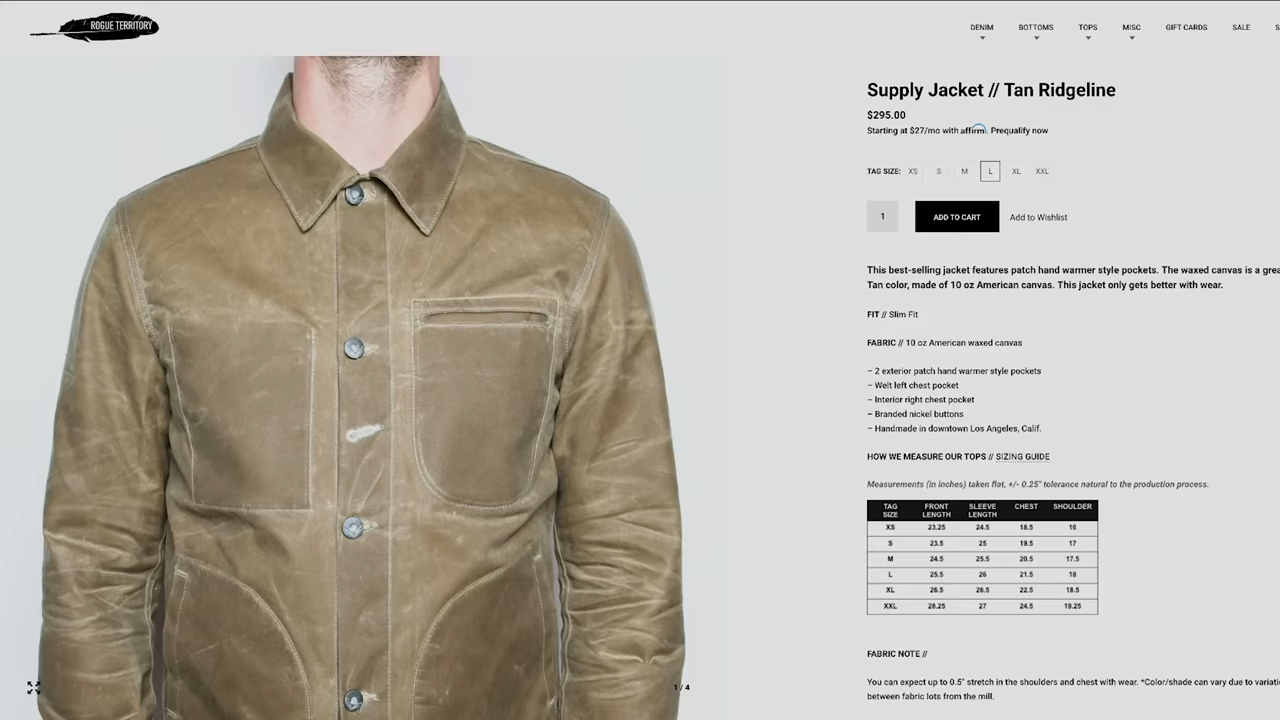 ROGUE TERRITORY
DENIM BOTTOMS TOPS MISC GIFT CARDS SALE S
Supply Jacket // Tan Ridgeline
$295.00
Starting at $27/mo with affirm. Prequalify now
TAG SIZE: XS S M L XL XXL
1 ADD TO CART Add to Wishlist
This best-selling jacket features patch hand warmer style pockets. The waxed canvas is a grea
Tan color, made of 10 oz American canvas. This jacket only gets better with wear.
FIT // Slim Fit
FABRIC // 10 oz American waxed canvas
– 2 exterior patch hand warmer style pockets
– Welt left chest pocket
– Interior right chest pocket
– Branded nickel buttons
– Handmade in downtown Los Angeles, Calif.
HOW WE MEASURE OUR TOPS // SIZING GUIDE
Measurements (in inches) taken flat, +/- 0.25" tolerance natural to the production process.
TAG SIZE FRONT LENGTH SLEEVE LENGTH CHEST SHOULDER
XS 23.25 24.5 18.5 16
S 23.5 25 19.5 17
M 24.5 25.5 20.5 17.5
L 25.5 26 21.5 18
XL 26.5 26.5 22.5 18.5
XXL 28.25 27 24.5 19.25
FABRIC NOTE //
You can expect up to 0.5" stretch in the shoulders and chest with wear. *Color/shade can vary due to variati
between fabric lots from the mill.
1 / 4